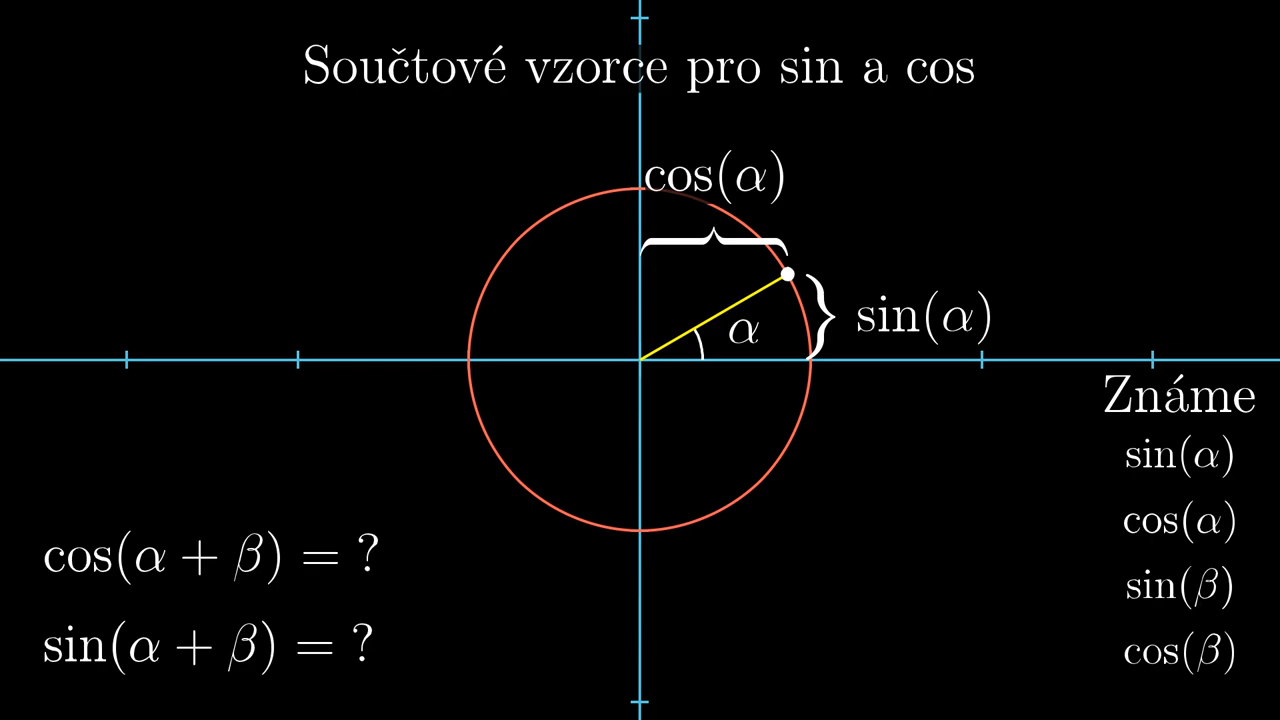 Součtové vzorce pro sin a cos
cos(α)
α
sin(α)
Známe
sin(α)
cos(α)
sin(β)
cos(β)
cos(α + β) = ?
sin(α + β) = ?